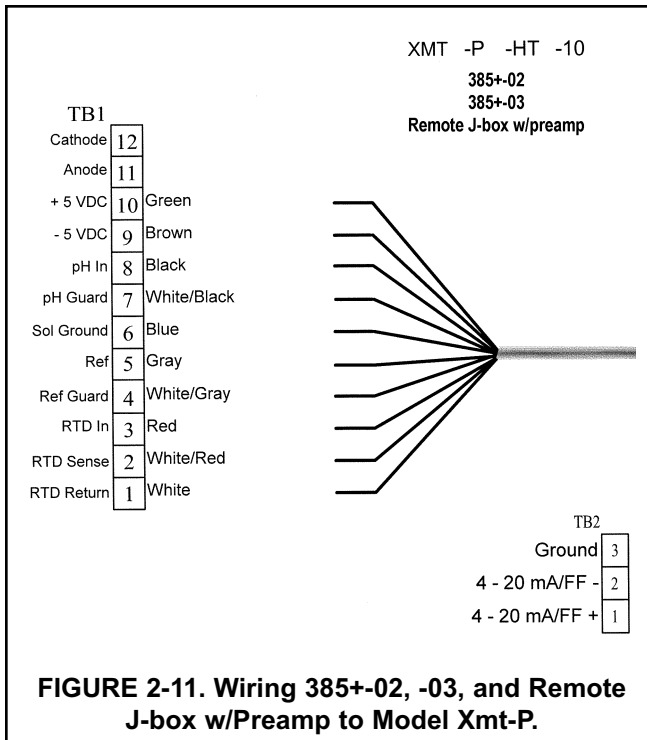 XMT -P -HT -10
385+-02
385+-03
Remote J-box w/preamp
TB1
Cathode 12
Anode 11
+ 5 VDC 10 Green
- 5 VDC 9 Brown
pH In 8 Black
pH Guard 7 White/Black
Sol Ground 6 Blue
Ref 5 Gray
Ref Guard 4 White/Gray
RTD In 3 Red
RTD Sense 2 White/Red
RTD Return 1 White
TB2
Ground 3
4 - 20 mA/FF - 2
4 - 20 mA/FF + 1
FIGURE 2-11. Wiring 385+-02, -03, and Remote
J-box w/Preamp to Model Xmt-P.